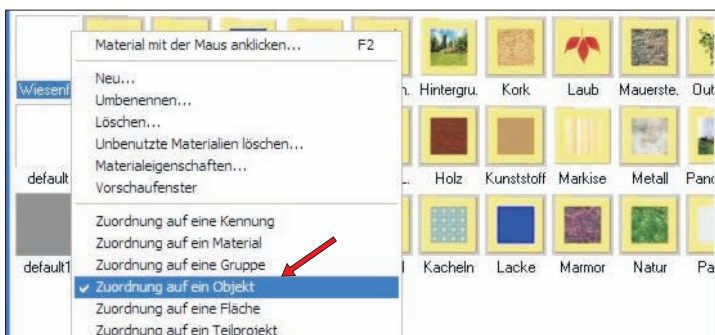 Material mit der Maus anklicken... F2
Neu...
Umbenennen...
Löschen...
Unbenutzte Materialien löschen...
Materialeigenschaften...
Vorschaufenster
Zuordnung auf eine Kennung
Zuordnung auf ein Material
Zuordnung auf eine Gruppe
Zuordnung auf ein Objekt
Zuordnung auf eine Fläche
Zuordnung auf ein Teilprojekt
Hintergru. Kork Laub Mauerste.
default Holz Kunststoff Markise Metall
default1 Kacheln Lacke Marmor Natur